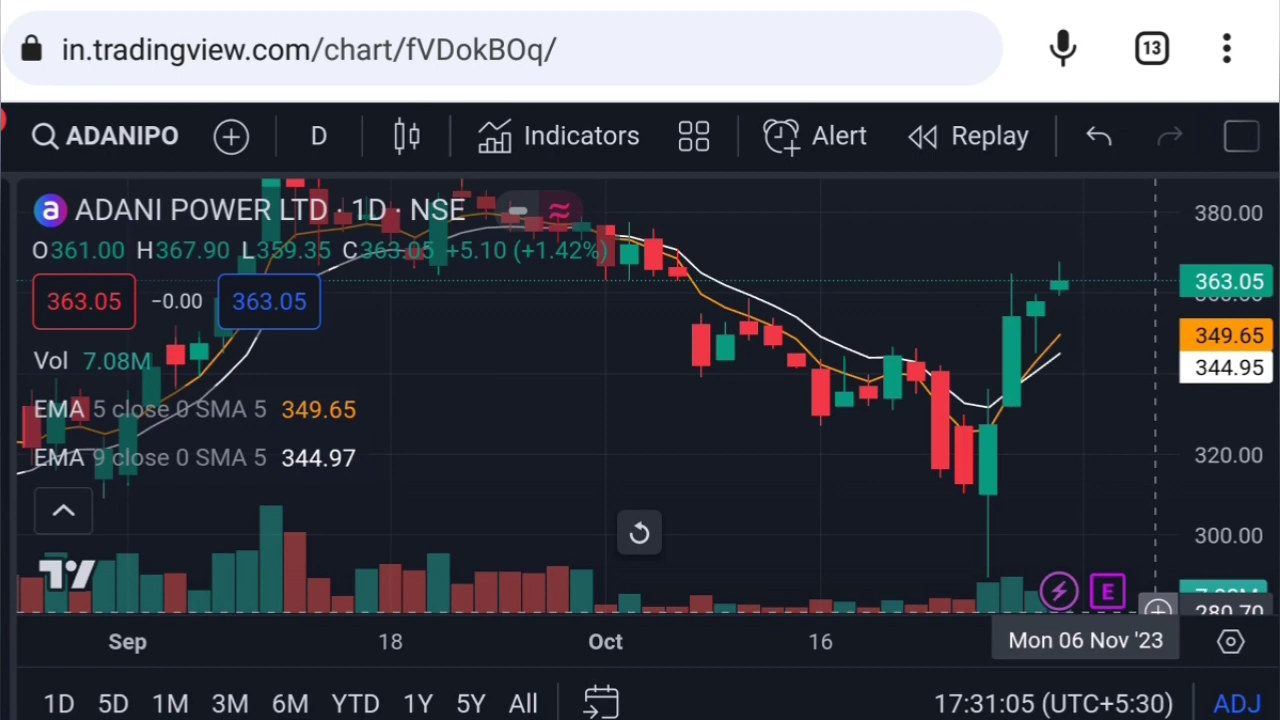 in.tradingview.com/chart/fVDokBOq/
13
ADANIPO
D
Indicators
Alert
Replay
a ADANI POWER LTD · 1D · NSE
O361.00 H367.90 L359.35 C363.05 +5.10 (+1.42%)
363.05 −0.00 363.05
Vol 7.08M
EMA 5 close 0 SMA 5 349.65
EMA 9 close 0 SMA 5 344.97
380.00
363.05
349.65
344.95
320.00
300.00
280.70
E
Sep 18 Oct 16 Mon 06 Nov '23
1D 5D 1M 3M 6M YTD 1Y 5Y All 17:31:05 (UTC+5:30) ADJ